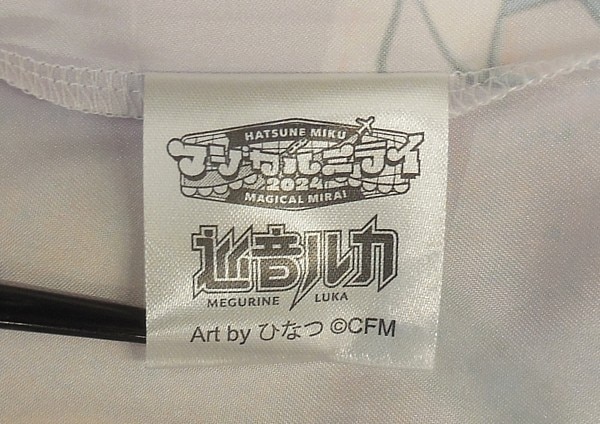 HATSUNE MIKU
マジカルミライ
2024
MAGICAL MIRAI
巡音ルカ
MEGURINE LUKA
Art by ひなつ ©CFM